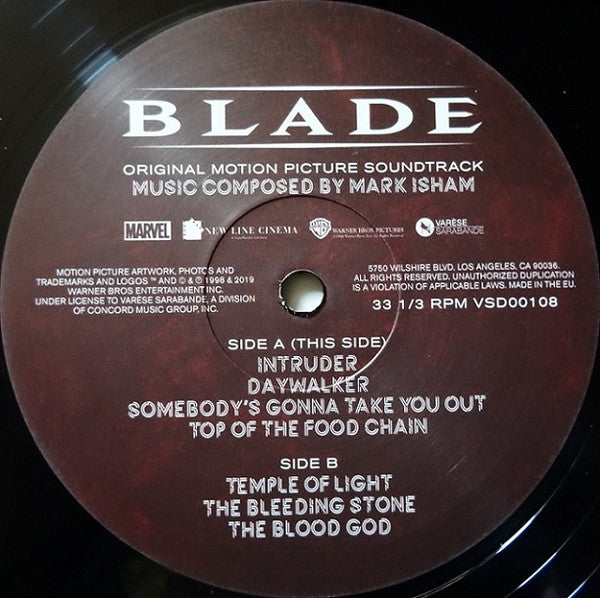 BLADE
ORIGINAL MOTION PICTURE SOUNDTRACK
MUSIC COMPOSED BY MARK ISHAM
MARVEL
NEW LINE CINEMA
WARNER BROS. PICTURES
VARÈSE
SARABANDE
MOTION PICTURE ARTWORK, PHOTOS AND
TRADEMARKS AND LOGOS ™ AND © & ℗ 1998 & 2019
WARNER BROS ENTERTAINMENT INC.
UNDER LICENSE TO VARÈSE SARABANDE, A DIVISION
OF CONCORD MUSIC GROUP, INC.
5750 WILSHIRE BLVD, LOS ANGELES, CA 90036.
ALL RIGHTS RESERVED. UNAUTHORIZED DUPLICATION
IS A VIOLATION OF APPLICABLE LAWS. MADE IN THE EU.
33 1/3 RPM VSD00108
SIDE A (THIS SIDE)
INTRUDER
DAYWALKER
SOMEBODY'S GONNA TAKE YOU OUT
TOP OF THE FOOD CHAIN
SIDE B
TEMPLE OF LIGHT
THE BLEEDING STONE
THE BLOOD GOD